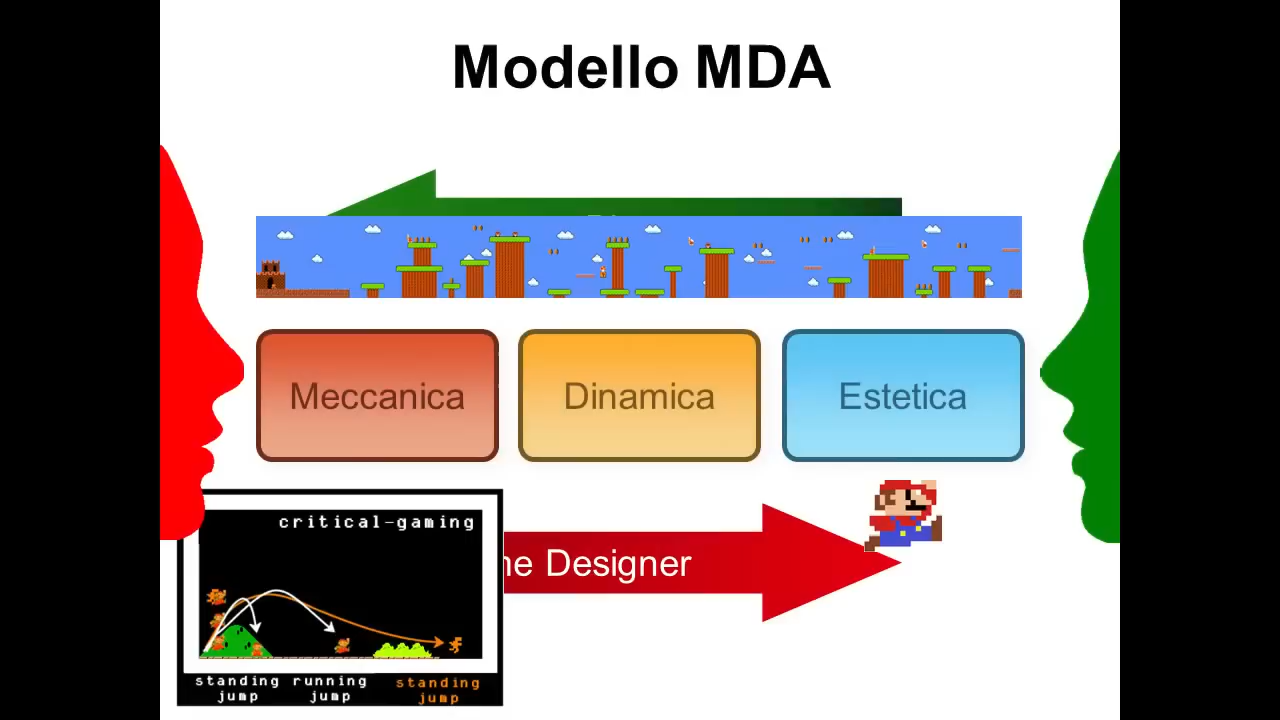 Modello MDA
Meccanica
Dinamica
Estetica
ne Designer
critical-gaming
standing jump
running jump
standing jump